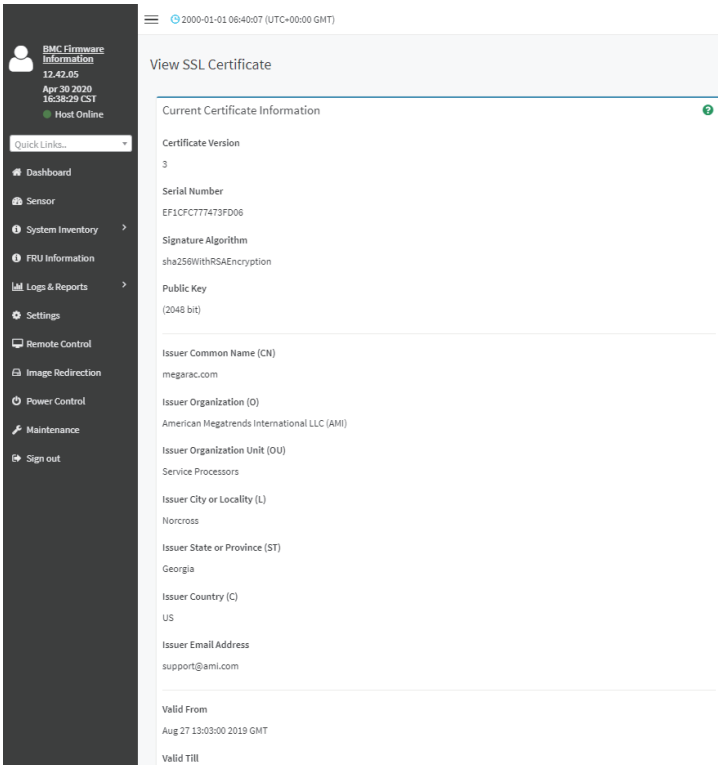 2000-01-01 06:40:07 (UTC+00:00 GMT)
BMC Firmware
Information
12.42.05
Apr 30 2020
16:38:29 CST
Host Online
Quick Links..
Dashboard
Sensor
System Inventory
FRU Information
Logs & Reports
Settings
Remote Control
Image Redirection
Power Control
Maintenance
Sign out
View SSL Certificate
Current Certificate Information
Certificate Version
3
Serial Number
EF1CFC777473FD06
Signature Algorithm
sha256WithRSAEncryption
Public Key
(2048 bit)
Issuer Common Name (CN)
megarac.com
Issuer Organization (O)
American Megatrends International LLC (AMI)
Issuer Organization Unit (OU)
Service Processors
Issuer City or Locality (L)
Norcross
Issuer State or Province (ST)
Georgia
Issuer Country (C)
US
Issuer Email Address
support@ami.com
Valid From
Aug 27 13:03:00 2019 GMT
Valid Till